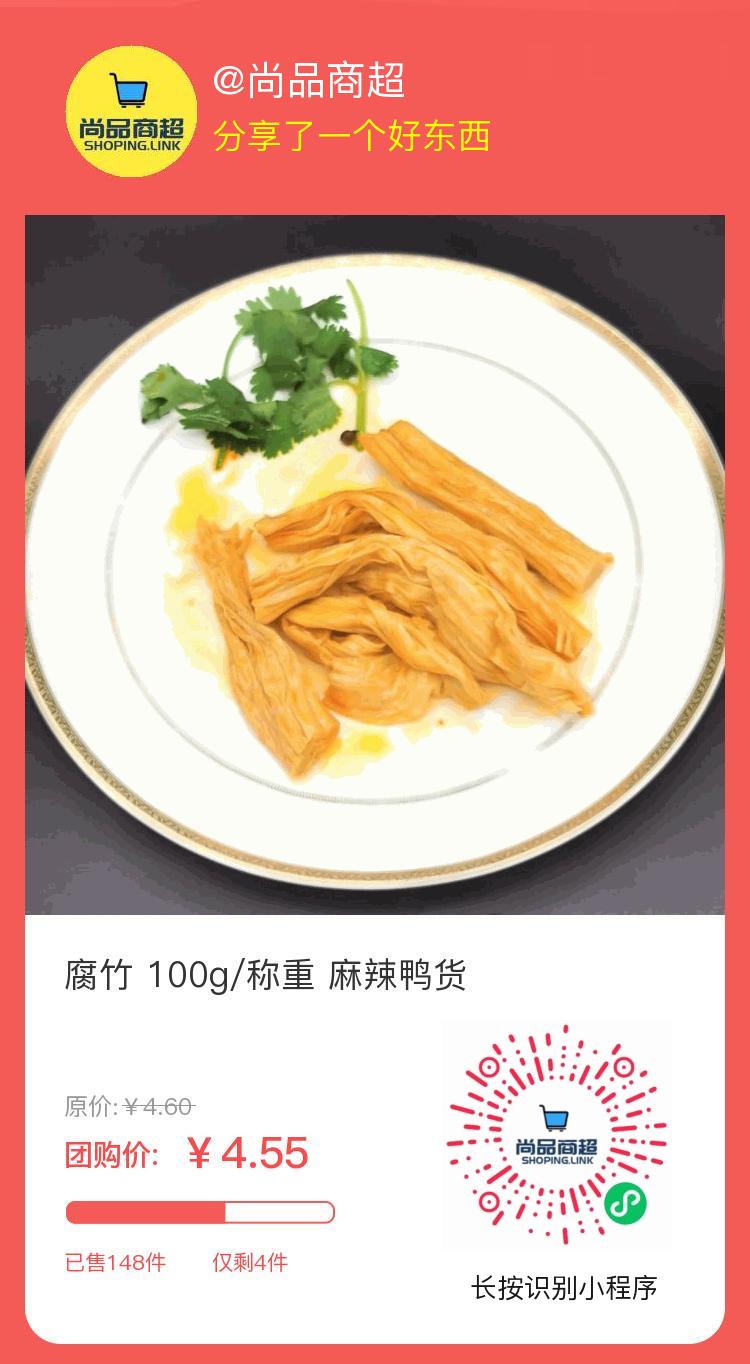 @尚品商超
分享了一个好东西
尚品商超
SHOPING.LINK
腐竹 100g/称重 麻辣鸭货
原价:￥4.60
团购价: ￥4.55
已售148件 仅剩4件
尚品商超
SHOPING.LINK
长按识别小程序